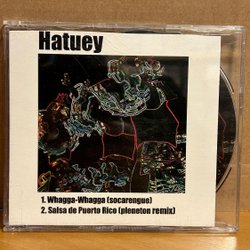 Hatuey
1. Whagga-Whagga (socarengue)
2. Salsa de Puerto Rico (pleneton remix)